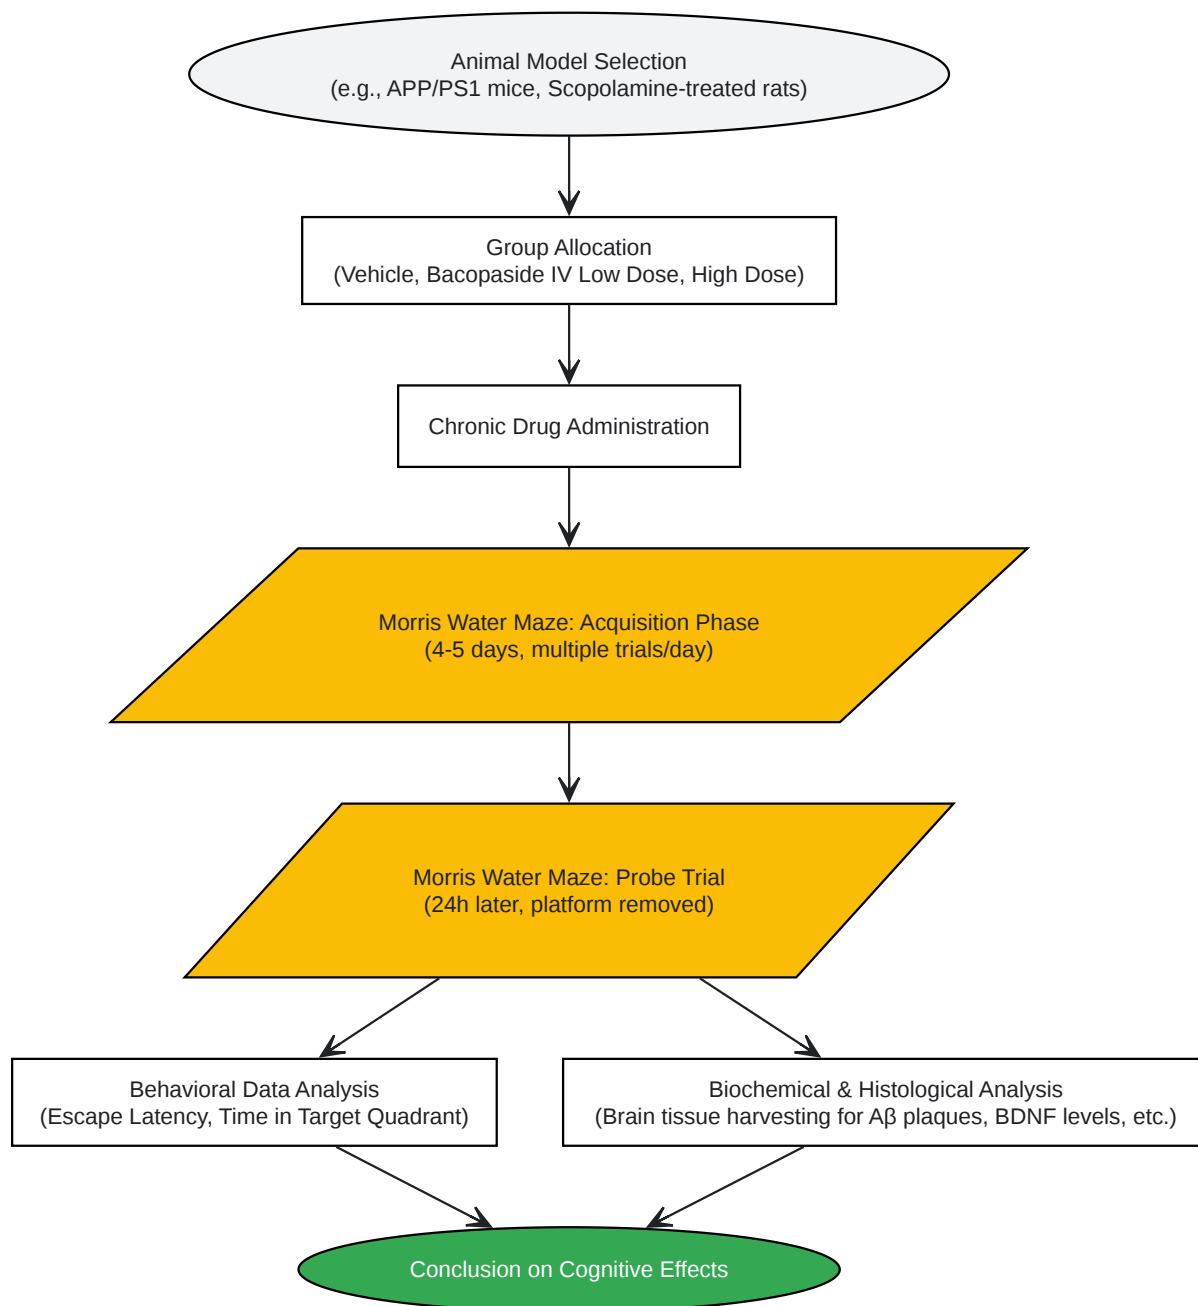 Animal Model Selection
(e.g., APP/PS1 mice, Scopolamine-treated rats)
Group Allocation
(Vehicle, Bacopaside IV Low Dose, High Dose)
Chronic Drug Administration
Morris Water Maze: Acquisition Phase
(4-5 days, multiple trials/day)
Morris Water Maze: Probe Trial
(24h later, platform removed)
Behavioral Data Analysis
(Escape Latency, Time in Target Quadrant)
Biochemical & Histological Analysis
(Brain tissue harvesting for Aβ plaques, BDNF levels, etc.)
Conclusion on Cognitive Effects